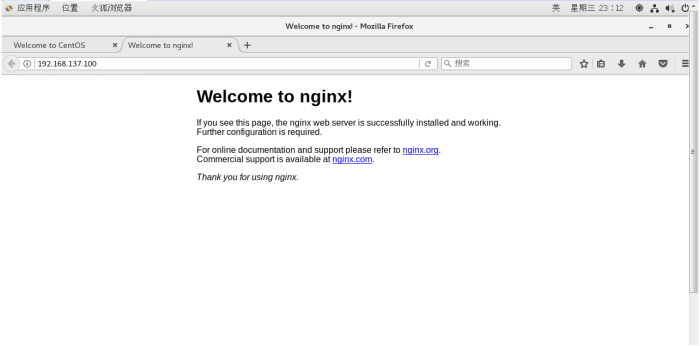 应用程序 位置 火狐浏览器 英 星期三 23:12
Welcome to nginx! - Mozilla Firefox
Welcome to CentOS × Welcome to nginx! × +
192.168.137.100 搜索
Welcome to nginx!
If you see this page, the nginx web server is successfully installed and working.
Further configuration is required.
For online documentation and support please refer to nginx.org.
Commercial support is available at nginx.com.
Thank you for using nginx.